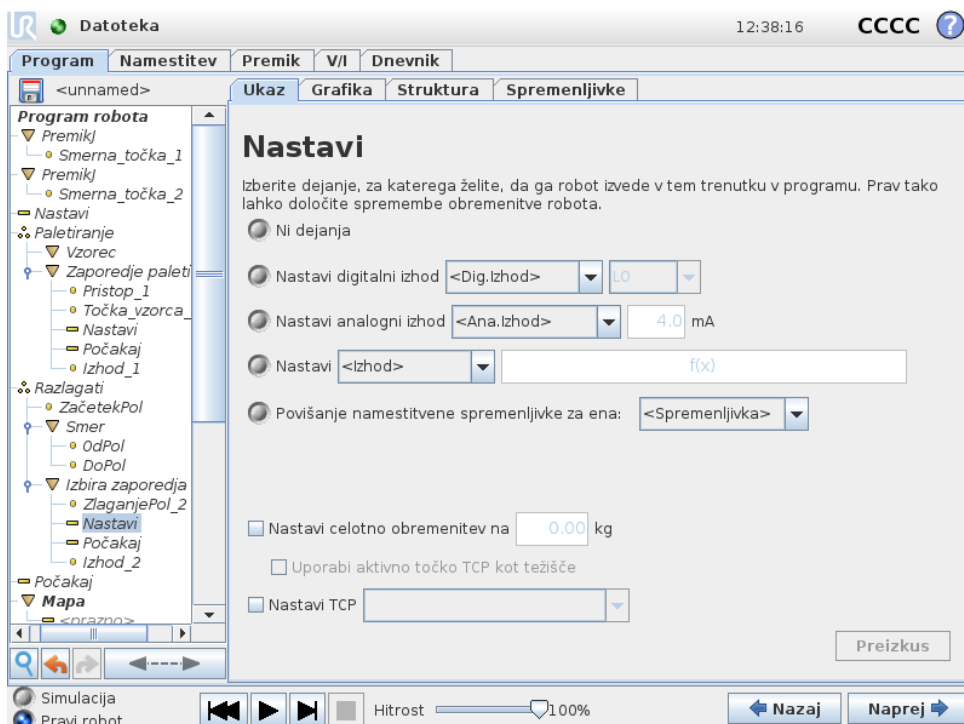 UR Datoteka 12:38:16 CCCC ?
Program Namestitev Premik V/I Dnevnik
<unnamed>
Ukaz Grafika Struktura Spremenljivke
Program robota
PremikJ
Smerna_točka_1
PremikJ
Smerna_točka_2
Nastavi
Paletiranje
Vzorec
Zaporedje paleti
Pristop_1
Točka_vzorca_
Nastavi
Počakaj
Izhod_1
Razlagati
ZačetekPol
Smer
OdPol
DoPol
Izbira zaporedja
ZlaganjePol_2
Nastavi
Počakaj
Izhod_2
Počakaj
Mapa
<prazno>
Nastavi
Izberite dejanje, za katerega želite, da ga robot izvede v tem trenutku v programu. Prav tako
lahko določite spremembe obremenitve robota.
Ni dejanja
Nastavi digitalni izhod <Dig.Izhod> LO
Nastavi analogni izhod <Ana.Izhod> 4.0 mA
Nastavi <Izhod> f(x)
Povišanje namestitvene spremenljivke za ena: <Spremenljivka>
Nastavi celotno obremenitev na 0.00 kg
Uporabi aktivno točko TCP kot težišče
Nastavi TCP
Preizkus
Simulacija
Pravi robot
Hitrost 100%
Nazaj Naprej